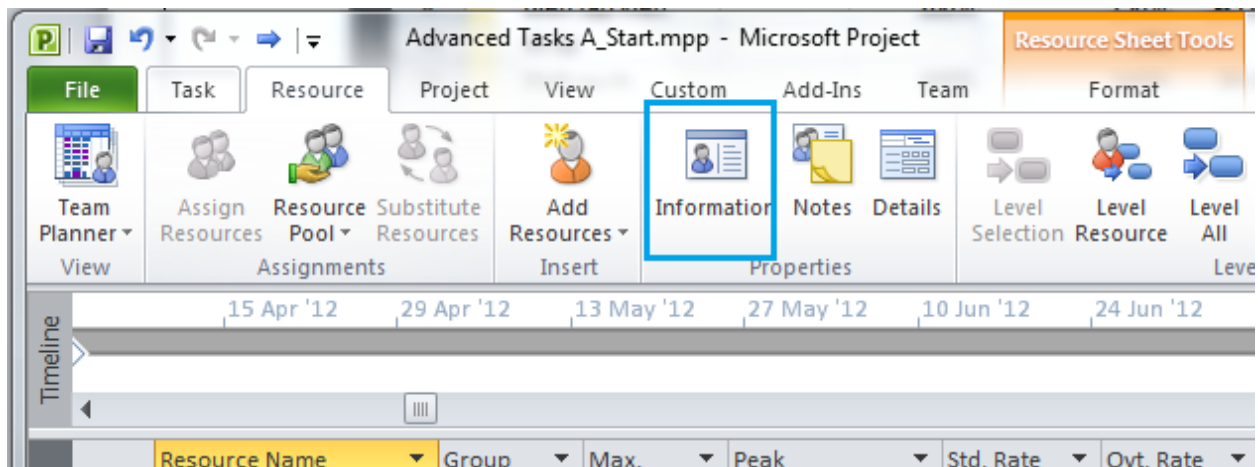 Advanced Tasks A_Start.mpp - Microsoft Project
Resource Sheet Tools
File Task Resource Project View Custom Add-Ins Team Format
Team Planner
Assign Resources
Resource Pool
Substitute Resources
Add Resources
Information
Notes
Details
Level Selection
Level Resource
Level All
View Assignments Insert Properties Leve
15 Apr '12 29 Apr '12 13 May '12 27 May '12 10 Jun '12 24 Jun '12
Timeline
Resource Name Group Max. Peak Std. Rate Ovt. Rate